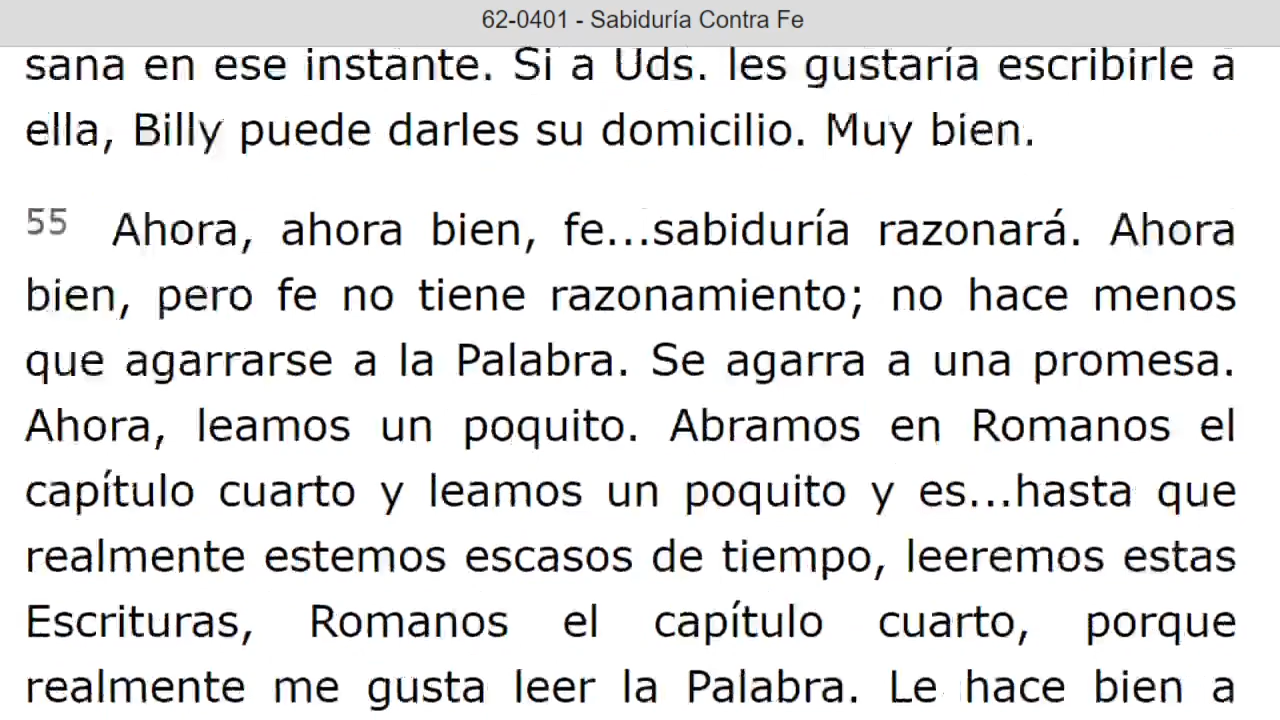 62-0401 - Sabiduría Contra Fe
sana en ese instante. Si a Uds. les gustaría escribirle a
ella, Billy puede darles su domicilio. Muy bien.
55 Ahora, ahora bien, fe...sabiduría razonará. Ahora
bien, pero fe no tiene razonamiento; no hace menos
que agarrarse a la Palabra. Se agarra a una promesa.
Ahora, leamos un poquito. Abramos en Romanos el
capítulo cuarto y leamos un poquito y es...hasta que
realmente estemos escasos de tiempo, leeremos estas
Escrituras, Romanos el capítulo cuarto, porque
realmente me gusta leer la Palabra. Le hace bien a